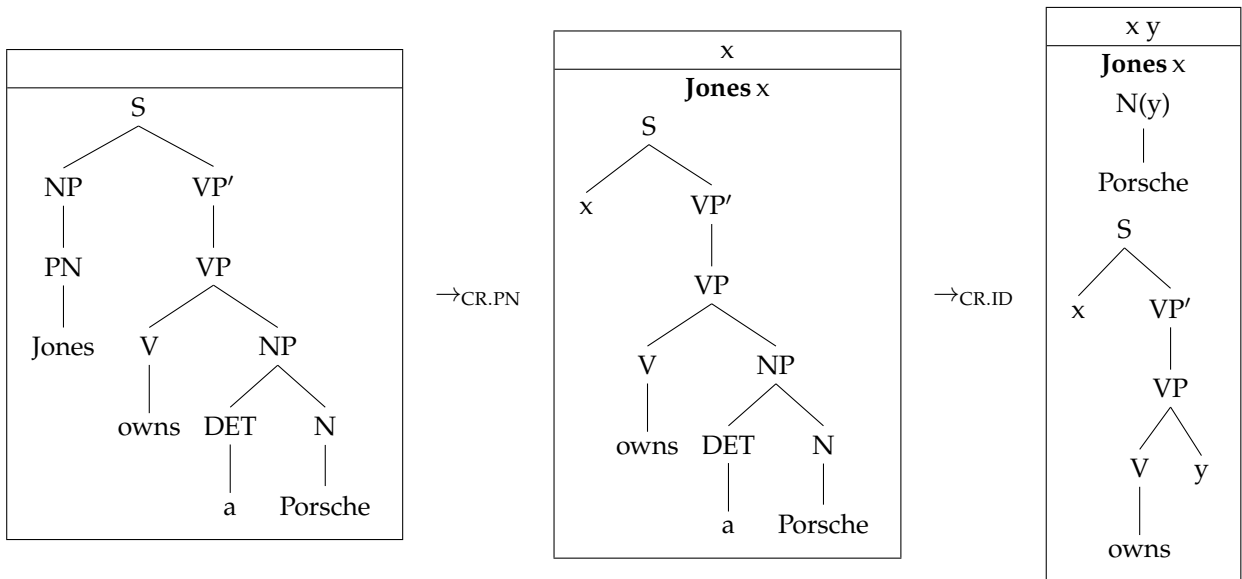 S
NP VP′
PN VP
Jones V NP
owns DET N
a Porsche
→CR.PN
x
Jones x
S
x VP′
VP
V NP
owns DET N
a Porsche
→CR.ID
x y
Jones x
N(y)
Porsche
S
x VP′
VP
V y
owns